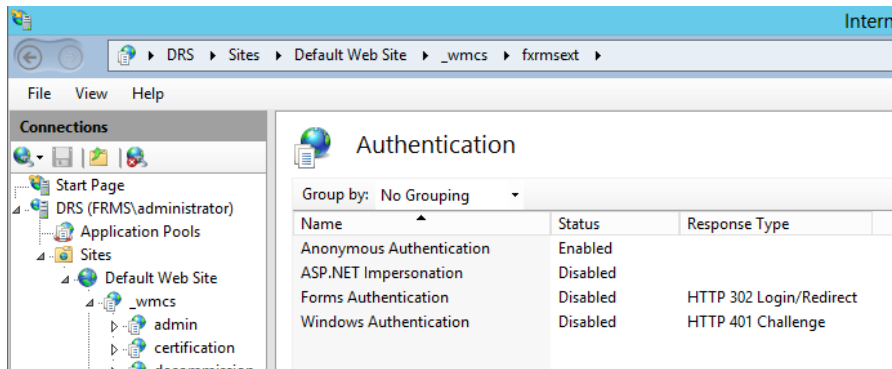 Intern
DRS Sites Default Web Site _wmcs fxrmsext
File View Help
Connections
Authentication
Start Page
Group by: No Grouping
DRS (FRMS\administrator)
Name Status Response Type
Application Pools
Anonymous Authentication Enabled
Sites
ASP.NET Impersonation Disabled
Default Web Site
Forms Authentication Disabled HTTP 302 Login/Redirect
_wmcs
Windows Authentication Disabled HTTP 401 Challenge
admin
certification